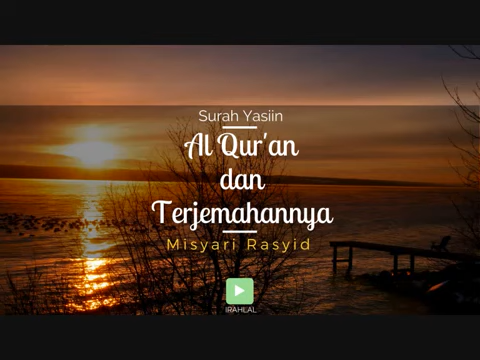 Surah Yasiin
Al Qur'an
dan
Terjemahannya
Misyari Rasyid
IRAHLAL